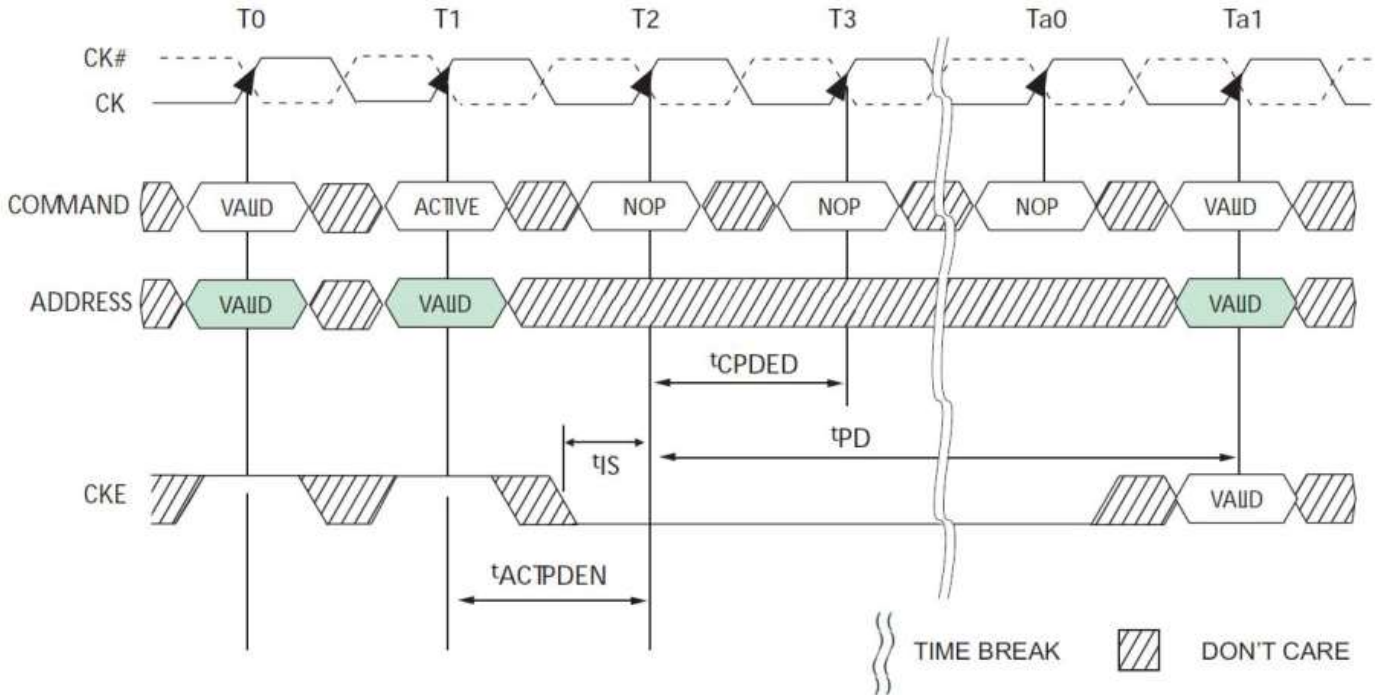 T0 T1 T2 T3 Ta0 Ta1
CK#
CK
COMMAND VALID ACTIVE NOP NOP NOP VALID
ADDRESS VALID VALID VALID
tCPDED
tPD
tIS
CKE VALID
tACTPDEN
TIME BREAK DON'T CARE